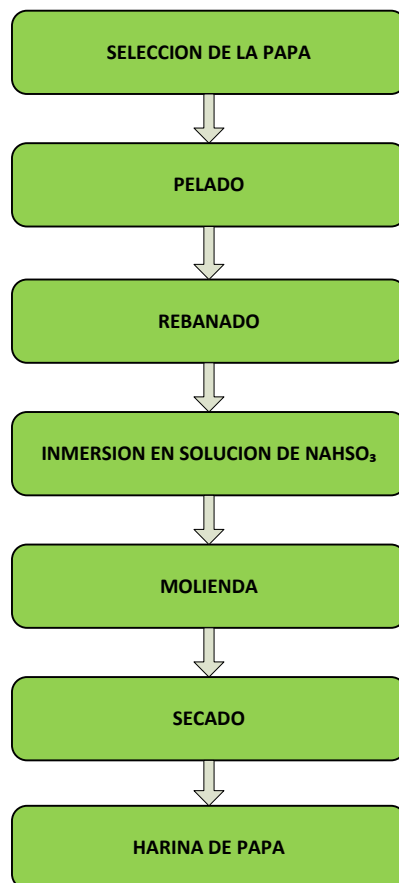 SELECCION DE LA PAPA
PELADO
REBANADO
INMERSION EN SOLUCION DE NAHSO₃
MOLIENDA
SECADO
HARINA DE PAPA